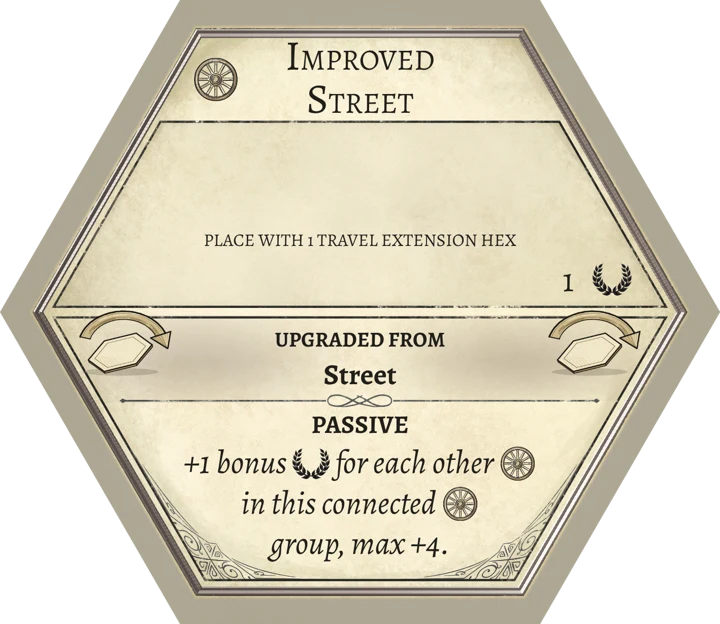 Improved
Street
PLACE WITH 1 TRAVEL EXTENSION HEX
1
UPGRADED FROM
Street
PASSIVE
+1 bonus for each other
in this connected
group, max +4.